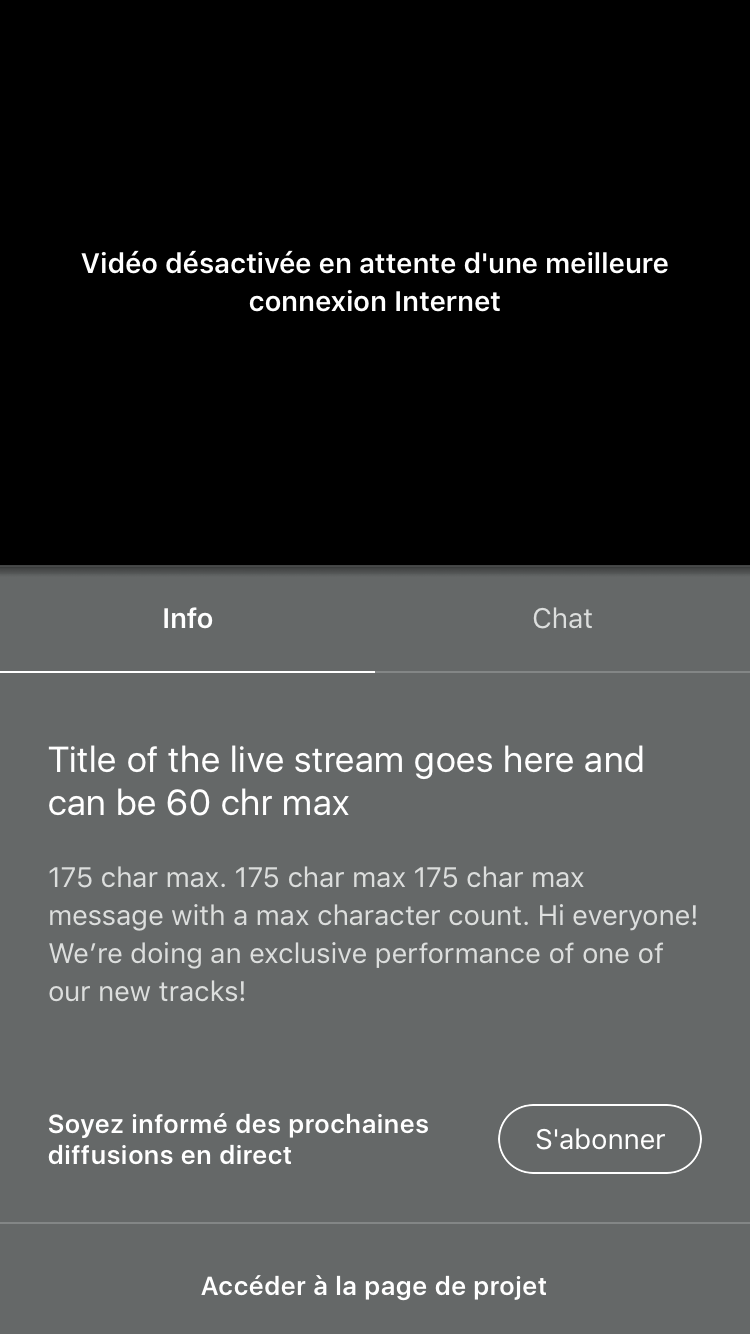 Vidéo désactivée en attente d'une meilleure
connexion Internet
Info
Chat
Title of the live stream goes here and
can be 60 chr max
175 char max. 175 char max 175 char max
message with a max character count. Hi everyone!
We’re doing an exclusive performance of one of
our new tracks!
Soyez informé des prochaines
diffusions en direct
S'abonner
Accéder à la page de projet